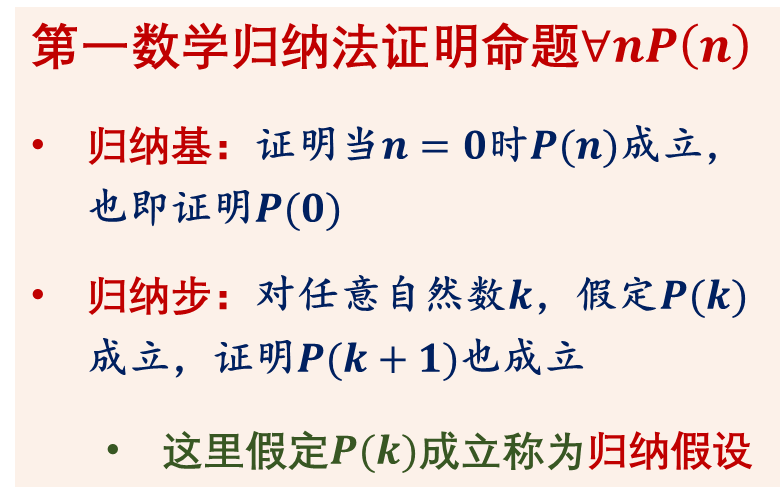 第一数学归纳法证明命题∀nP(n)
• 归纳基：证明当n = 0时P(n)成立，
也即证明P(0)
• 归纳步：对任意自然数k，假定P(k)
成立，证明P(k + 1)也成立
• 这里假定P(k)成立称为归纳假设